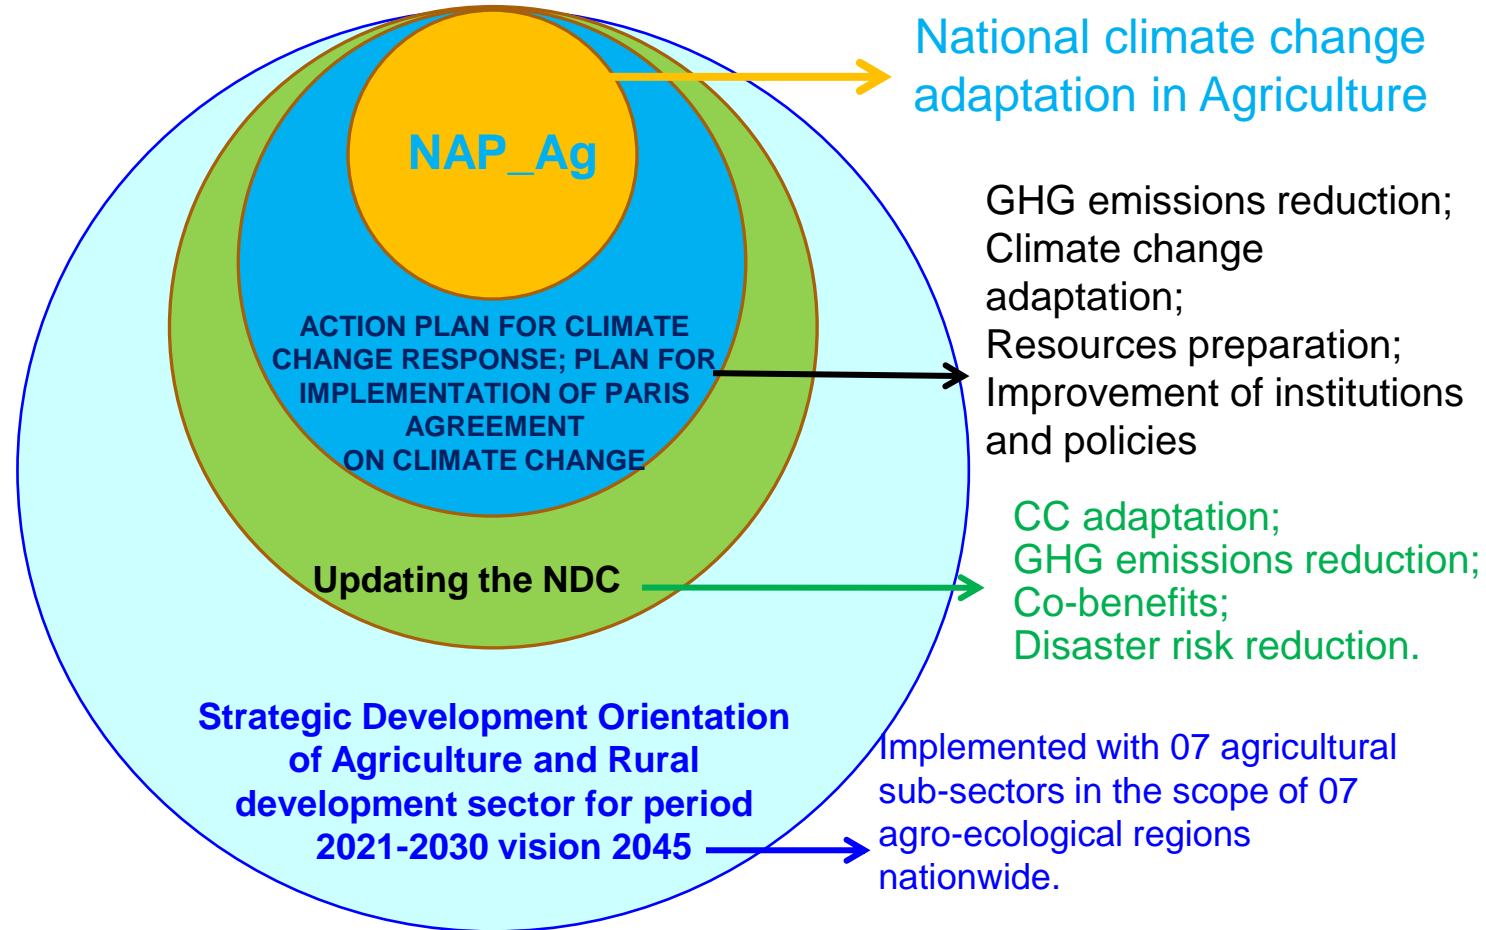 National climate change
adaptation in Agriculture
NAP_Ag
GHG emissions reduction;
Climate change
adaptation;
Resources preparation;
Improvement of institutions
and policies
ACTION PLAN FOR CLIMATE
CHANGE RESPONSE; PLAN FOR
IMPLEMENTATION OF PARIS
AGREEMENT
ON CLIMATE CHANGE
CC adaptation;
GHG emissions reduction;
Co-benefits;
Disaster risk reduction.
Updating the NDC
Strategic Development Orientation
of Agriculture and Rural
development sector for period
2021-2030 vision 2045
Implemented with 07 agricultural
sub-sectors in the scope of 07
agro-ecological regions
nationwide.